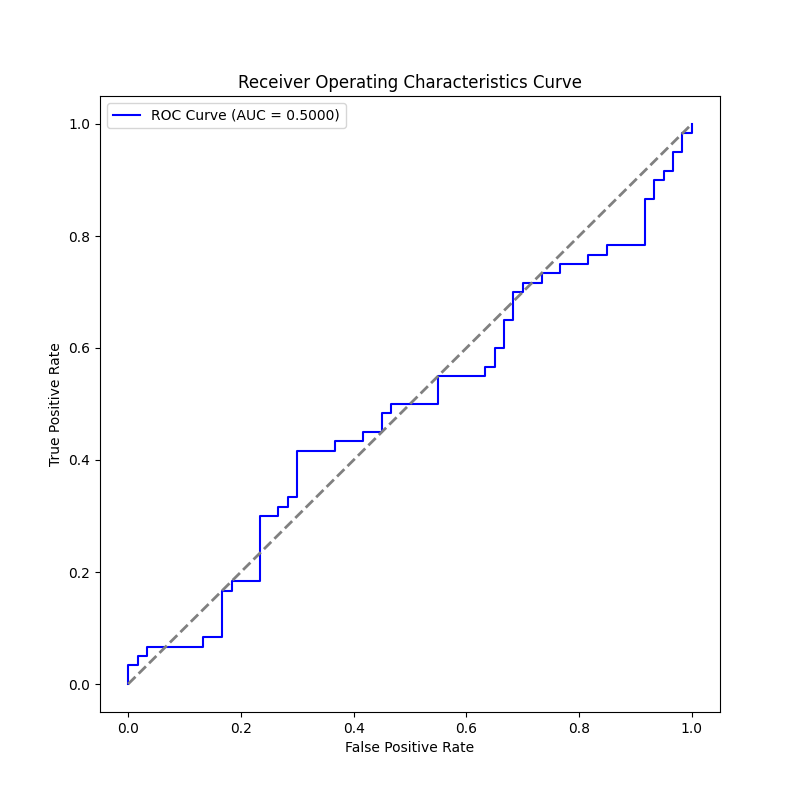 Receiver Operating Characteristics Curve
ROC Curve (AUC = 0.5000)
1.0
0.8
0.6
0.4
0.2
0.0
True Positive Rate
0.0 0.2 0.4 0.6 0.8 1.0
False Positive Rate